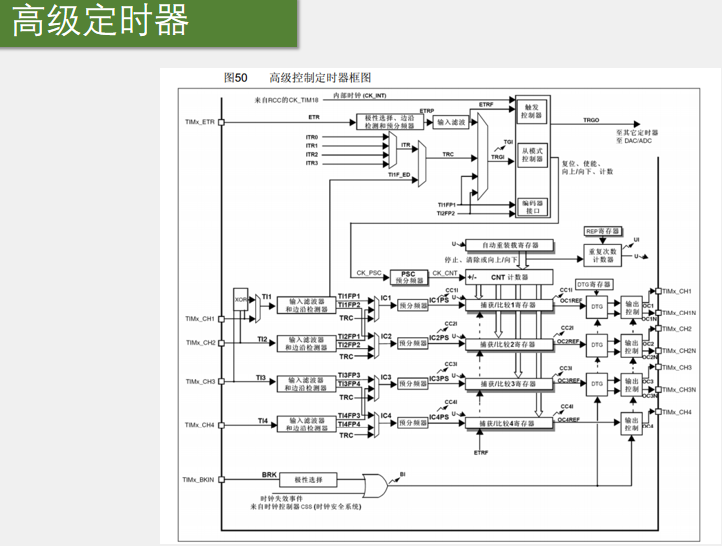 高级定时器
图50 高级控制定时器框图
内部时钟(CK_INT)
来自RCC的CK_TIM18
TIMx_ETR
ETR
极性选择、边沿
检测和预分频器
ETRP
输入滤波
ETRF
触发
控制器
TRGO
至其它定时器
至 DAC/ADC
ITR0
ITR1
ITR2
ITR3
ITR
TRC
TI1F_ED
TGI
TRGI
从模式
控制器
复位、使能、
向上/向下、计数
TI1FP1
TI2FP2
编码器
接口
REP寄存器
U
自动重装载寄存器
UI
停止、清除或向上/向下
重复次数
计数器
U
CK_PSC
PSC
预分频器
CK_CNT
+/-
CNT 计数器
DTG寄存器
XOR
TI1
输入滤波器
和边沿检测器
TI1FP1
TI1FP2
TRC
IC1
预分频器
IC1PS
CC1I
U
捕获/比较1寄存器
CC1I
OC1REF
DTG
输出
控制
OC1
OC1N
TIMx_CH1
TIMx_CH1N
TIMx_CH1
TIMx_CH2
TI2
输入滤波器
和边沿检测器
TI2FP1
TI2FP2
TRC
IC2
预分频器
IC2PS
CC2I
U
捕获/比较2寄存器
CC2I
OC2REF
DTG
输出
控制
OC2
OC2N
TIMx_CH2
TIMx_CH2N
TIMx_CH3
TI3
输入滤波器
和边沿检测器
TI3FP3
TI3FP4
TRC
IC3
预分频器
IC3PS
CC3I
U
捕获/比较3寄存器
CC3I
OC3REF
DTG
输出
控制
OC3
OC3N
TIMx_CH3
TIMx_CH3N
TIMx_CH4
TI4
输入滤波器
和边沿检测器
TI4FP3
TI4FP4
TRC
IC4
预分频器
IC4PS
CC4I
U
捕获/比较4寄存器
CC4I
OC4REF
输出
控制
OC4
TIMx_CH4
ETRF
TIMx_BKIN
BRK
极性选择
BI
时钟失效事件
来自时钟控制器 CSS (时钟安全系统)